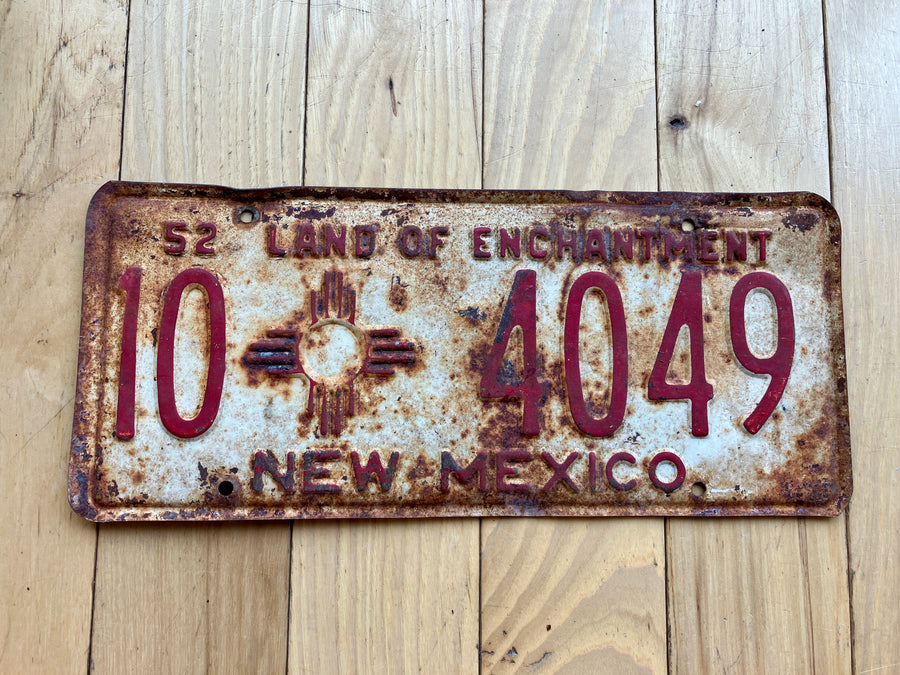 52 LAND OF ENCHANTMENT
10 4049
NEW MEXICO